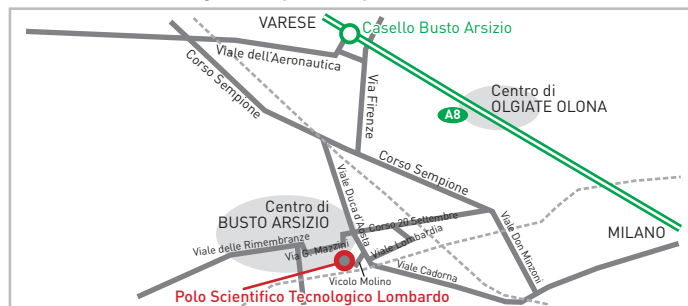 VARESE
Casello Busto Arsizio
Viale dell'Aeronautica
Corso Sempione
Via Firenze
Centro di
OLGIATE OLONA
A8
Corso Sempione
Viale Duca d'Aosta
Centro di
BUSTO ARSIZIO
Corso 20 Settembre
Viale Lombardia
Viale Don Minzoni
MILANO
Viale delle Rimembranze
Via G. Mazzini
Viale Cadorna
Vicolo Molino
Polo Scientifico Tecnologico Lombardo